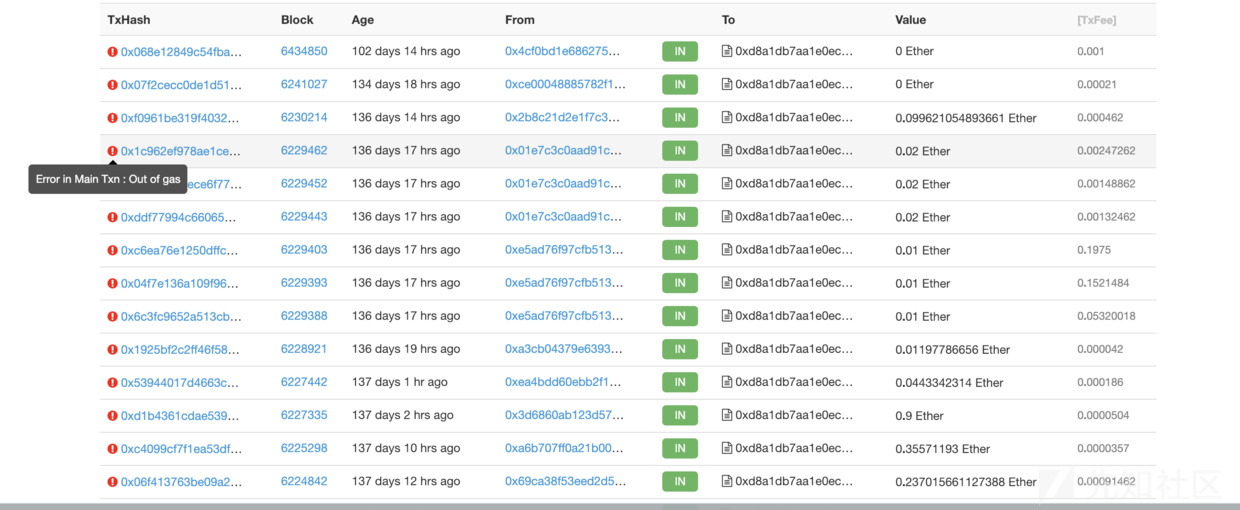 TxHash Block Age From To Value [TxFee]
0x068e12849c54fba... 6434850 102 days 14 hrs ago 0x4cf0bd1e686275... IN 0xd8a1db7aa1e0ec... 0 Ether 0.001
0x07f2cecc0de1d51... 6241027 134 days 18 hrs ago 0xce00048885782f1... IN 0xd8a1db7aa1e0ec... 0 Ether 0.00021
0xf0961be319f4032... 6230214 136 days 14 hrs ago 0x2b8c21d2e1f7c3... IN 0xd8a1db7aa1e0ec... 0.099621054893661 Ether 0.000462
0x1c962ef978ae1ce... 6229462 136 days 17 hrs ago 0x01e7c3c0aad91c... IN 0xd8a1db7aa1e0ec... 0.02 Ether 0.00247262
Error in Main Txn : Out of gas
ece6f77... 6229452 136 days 17 hrs ago 0x01e7c3c0aad91c... IN 0xd8a1db7aa1e0ec... 0.02 Ether 0.00148862
0xddf77994c66065... 6229443 136 days 17 hrs ago 0x01e7c3c0aad91c... IN 0xd8a1db7aa1e0ec... 0.02 Ether 0.00132462
0xc6ea76e1250dffc... 6229403 136 days 17 hrs ago 0xe5ad76f97cfb513... IN 0xd8a1db7aa1e0ec... 0.01 Ether 0.1975
0x04f7e136a109f96... 6229393 136 days 17 hrs ago 0xe5ad76f97cfb513... IN 0xd8a1db7aa1e0ec... 0.01 Ether 0.1521484
0x6c3fc9652a513cb... 6229388 136 days 17 hrs ago 0xe5ad76f97cfb513... IN 0xd8a1db7aa1e0ec... 0.01 Ether 0.05320018
0x1925bf2c2ff46f58... 6228921 136 days 19 hrs ago 0xa3cb04379e6393... IN 0xd8a1db7aa1e0ec... 0.01197786656 Ether 0.000042
0x53944017d4663c... 6227442 137 days 1 hr ago 0xea4bdd60ebb2f1... IN 0xd8a1db7aa1e0ec... 0.0443342314 Ether 0.000186
0xd1b4361cdae539... 6227335 137 days 2 hrs ago 0x3d6860ab123d57... IN 0xd8a1db7aa1e0ec... 0.9 Ether 0.0000504
0xc4099cf7f1ea53df... 6225298 137 days 10 hrs ago 0xa6b707ff0a21b00... IN 0xd8a1db7aa1e0ec... 0.35571193 Ether 0.0000357
0x06f413763be09a2... 6224842 137 days 12 hrs ago 0x69ca38f53eed2d5... IN 0xd8a1db7aa1e0ec... 0.237015661127388 Ether 0.00091462
先知社区